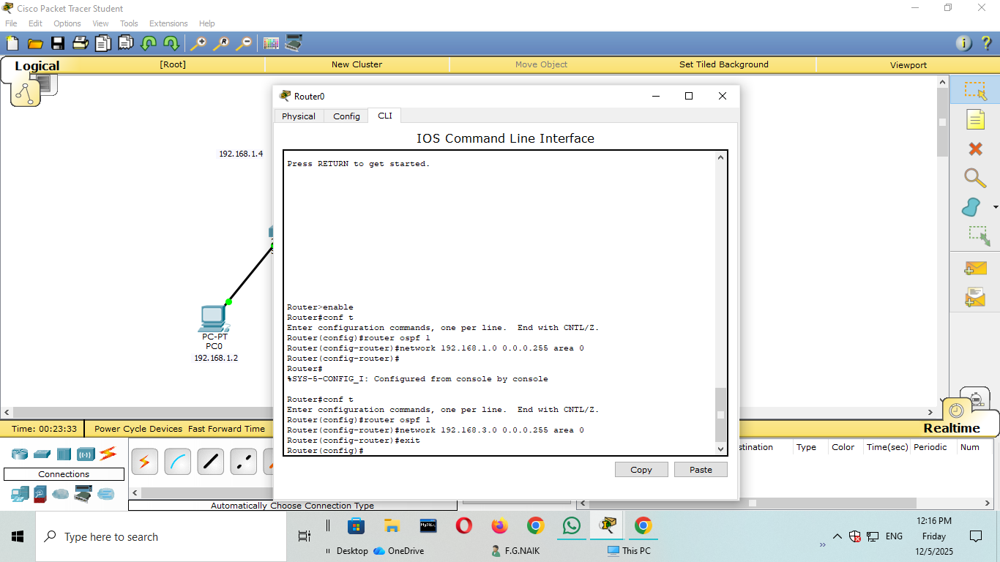 Cisco Packet Tracer Student
File Edit Options View Tools Extensions Help
Logical [Root] New Cluster Move Object Set Tiled Background Viewport
Router0
Physical Config CLI
IOS Command Line Interface
Press RETURN to get started.
Router>enable
Router#conf t
Enter configuration commands, one per line.  End with CNTL/Z.
Router(config)#router ospf 1
Router(config-router)#network 192.168.1.0 0.0.0.255 area 0
Router(config-router)#
Router#
%SYS-5-CONFIG_I: Configured from console by console
Router#conf t
Enter configuration commands, one per line.  End with CNTL/Z.
Router(config)#router ospf 1
Router(config-router)#network 192.168.3.0 0.0.0.255 area 0
Router(config-router)#exit
Router(config)#
Copy Paste
192.168.1.4
PC-PT
PC0
192.168.1.2
Time: 00:23:33 Power Cycle Devices Fast Forward Time
Realtime
Connections
Automatically Choose Connection Type
stination Type Color Time(sec) Periodic Num
Type here to search
MySQL
Desktop OneDrive F.G.NAIK This PC
ENG
12:16 PM
Friday
12/5/2025